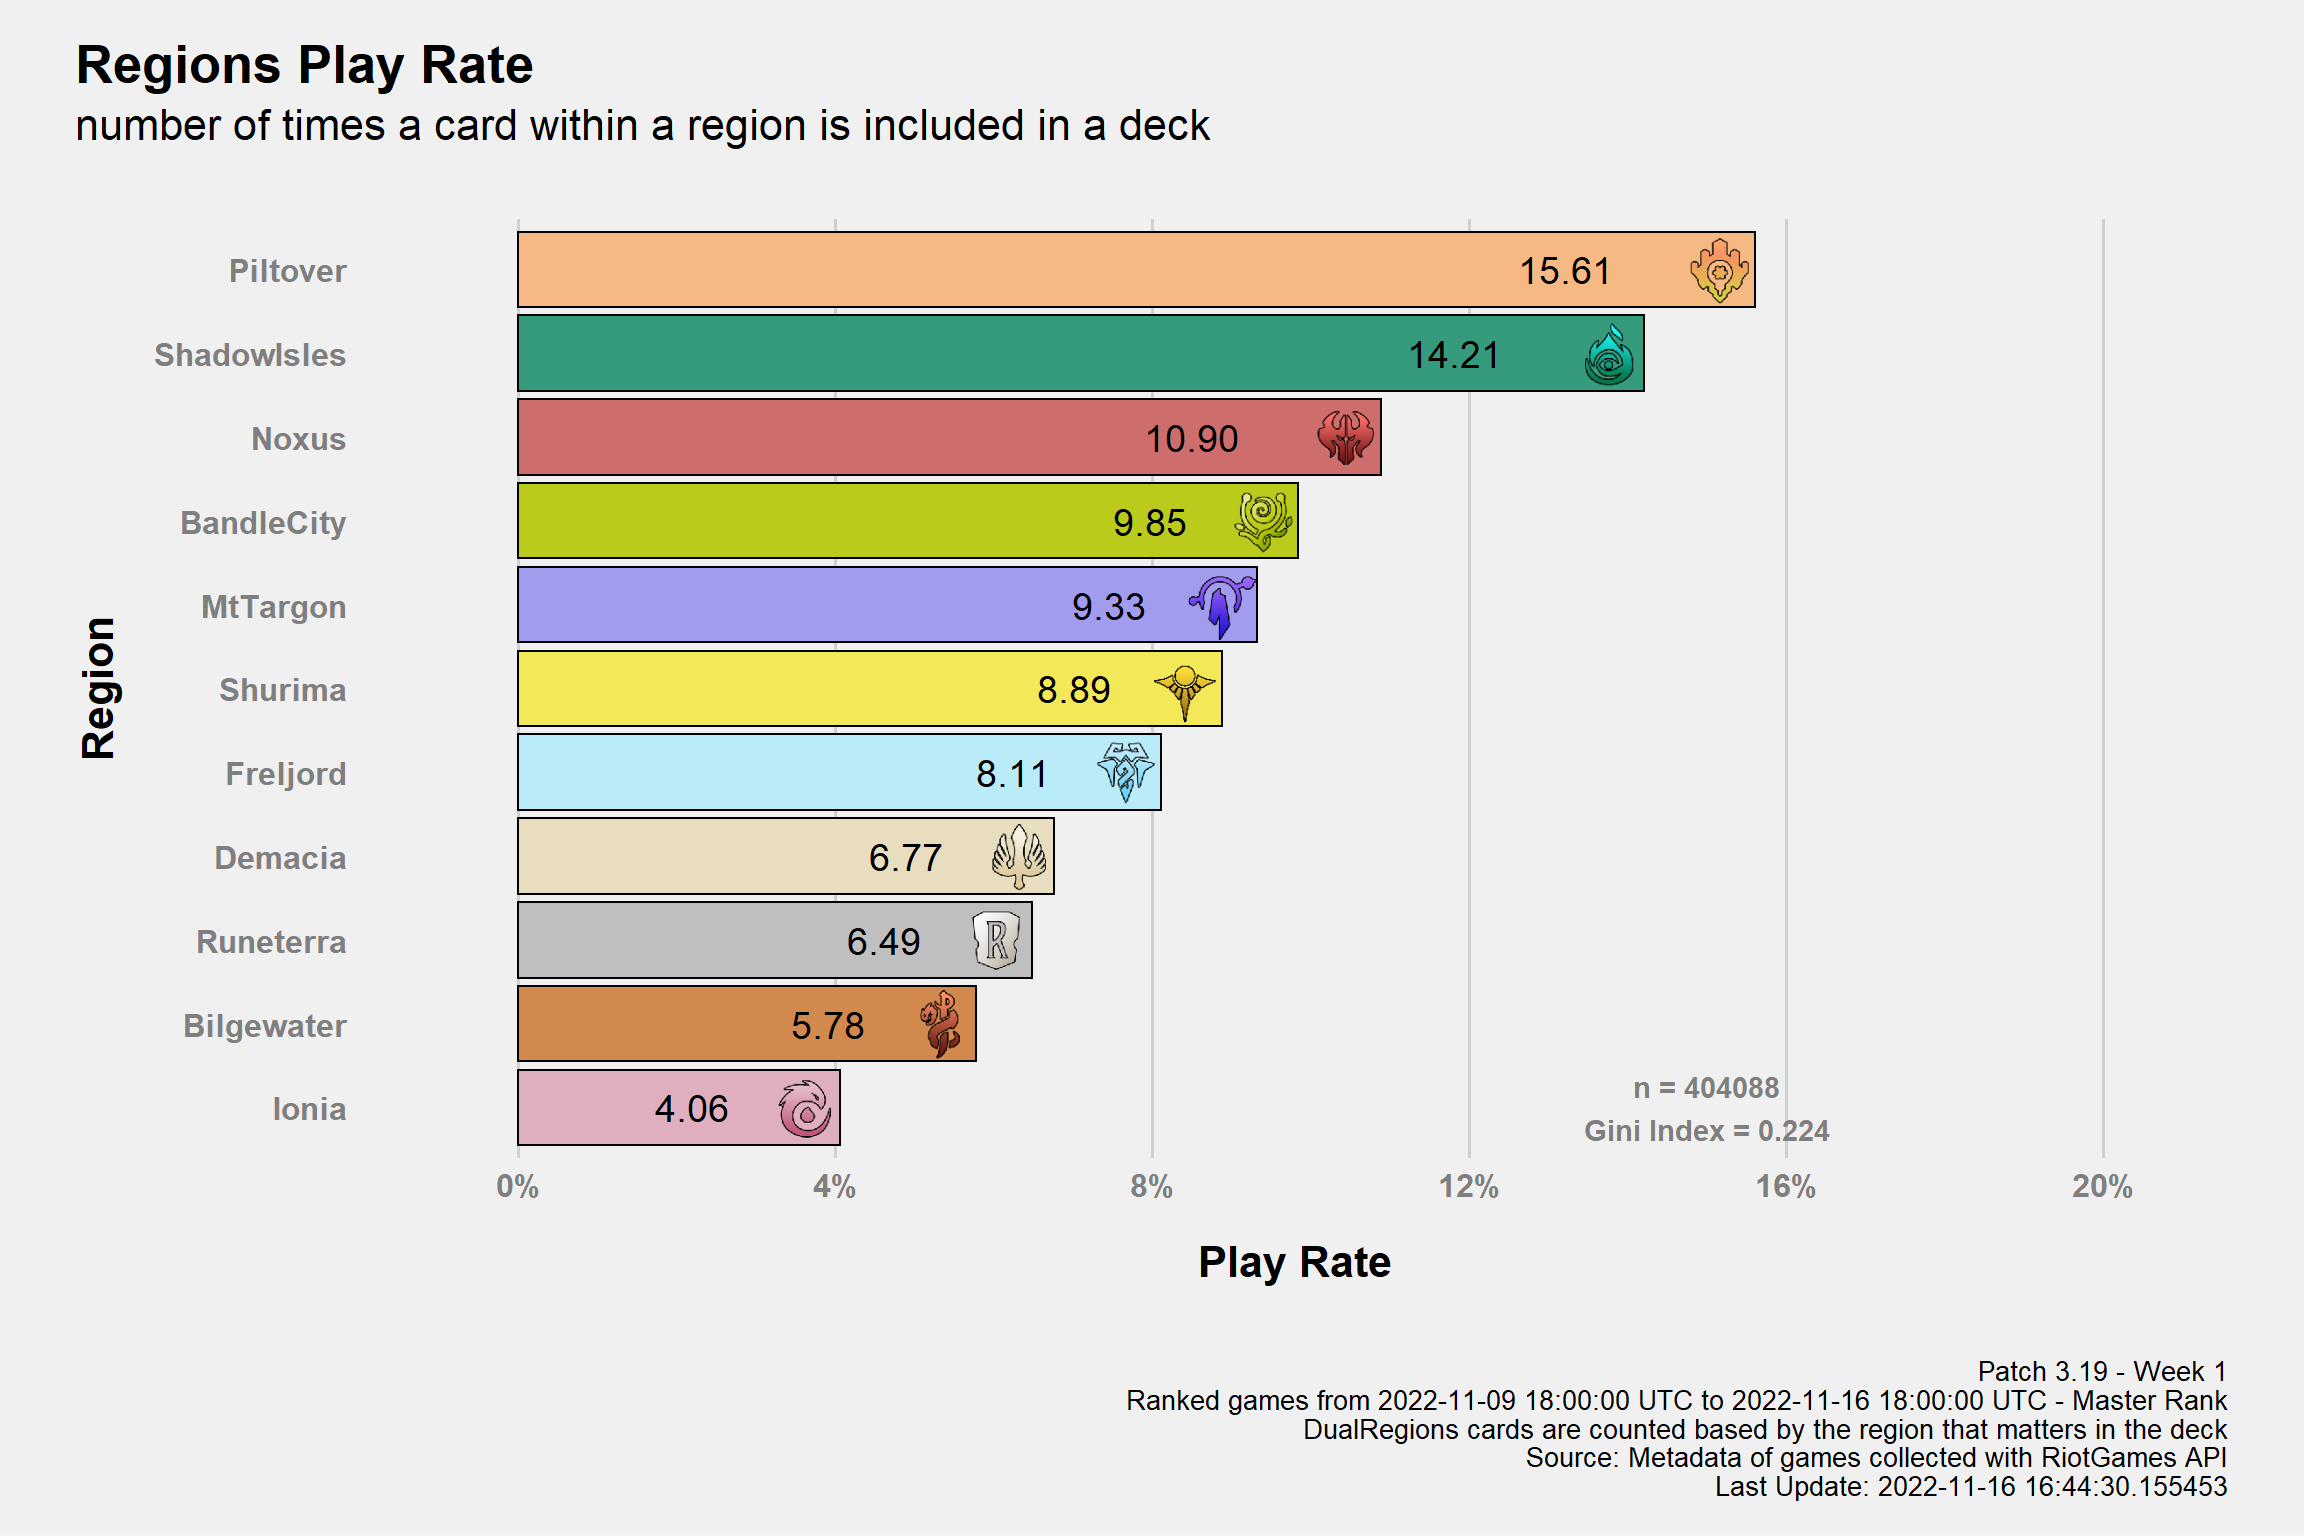 Regions Play Rate
number of times a card within a region is included in a deck
Region
Piltover 15.61
ShadowIsles 14.21
Noxus 10.90
BandleCity 9.85
MtTargon 9.33
Shurima 8.89
Freljord 8.11
Demacia 6.77
Runeterra 6.49 R
Bilgewater 5.78
Ionia 4.06
n = 404088
Gini Index = 0.224
0% 4% 8% 12% 16% 20%
Play Rate
Patch 3.19 - Week 1
Ranked games from 2022-11-09 18:00:00 UTC to 2022-11-16 18:00:00 UTC - Master Rank
DualRegions cards are counted based by the region that matters in the deck
Source: Metadata of games collected with RiotGames API
Last Update: 2022-11-16 16:44:30.155453